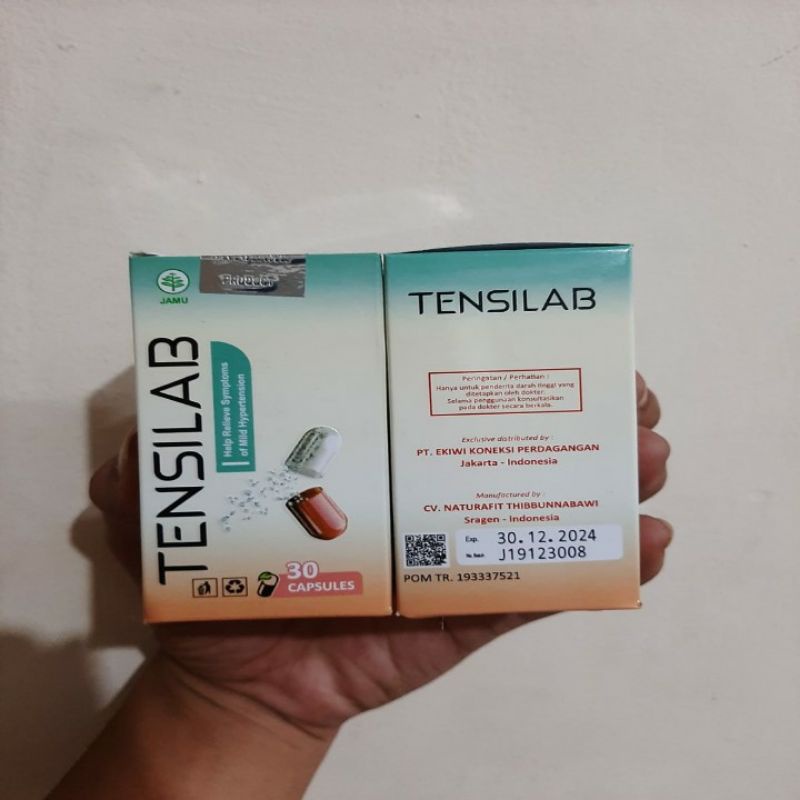 JAMU
PRODUCT
TENSILAB
Help Relieve Symptoms
of Mild Hypertension
30
CAPSULES
TENSILAB
Peringatan / Perhatian :
Hanya untuk penderita darah tinggi yang
ditetapkan oleh dokter.
Selama penggunaan konsultasikan
pada dokter secara berkala.
Exclusive distributed by :
PT. EKIWI KONEKSI PERDAGANGAN
Jakarta - Indonesia
Manufactured by :
CV. NATURAFIT THIBBUNNABAWI
Sragen - Indonesia
Exp. 30.12.2024
J19123008
POM TR. 193337521